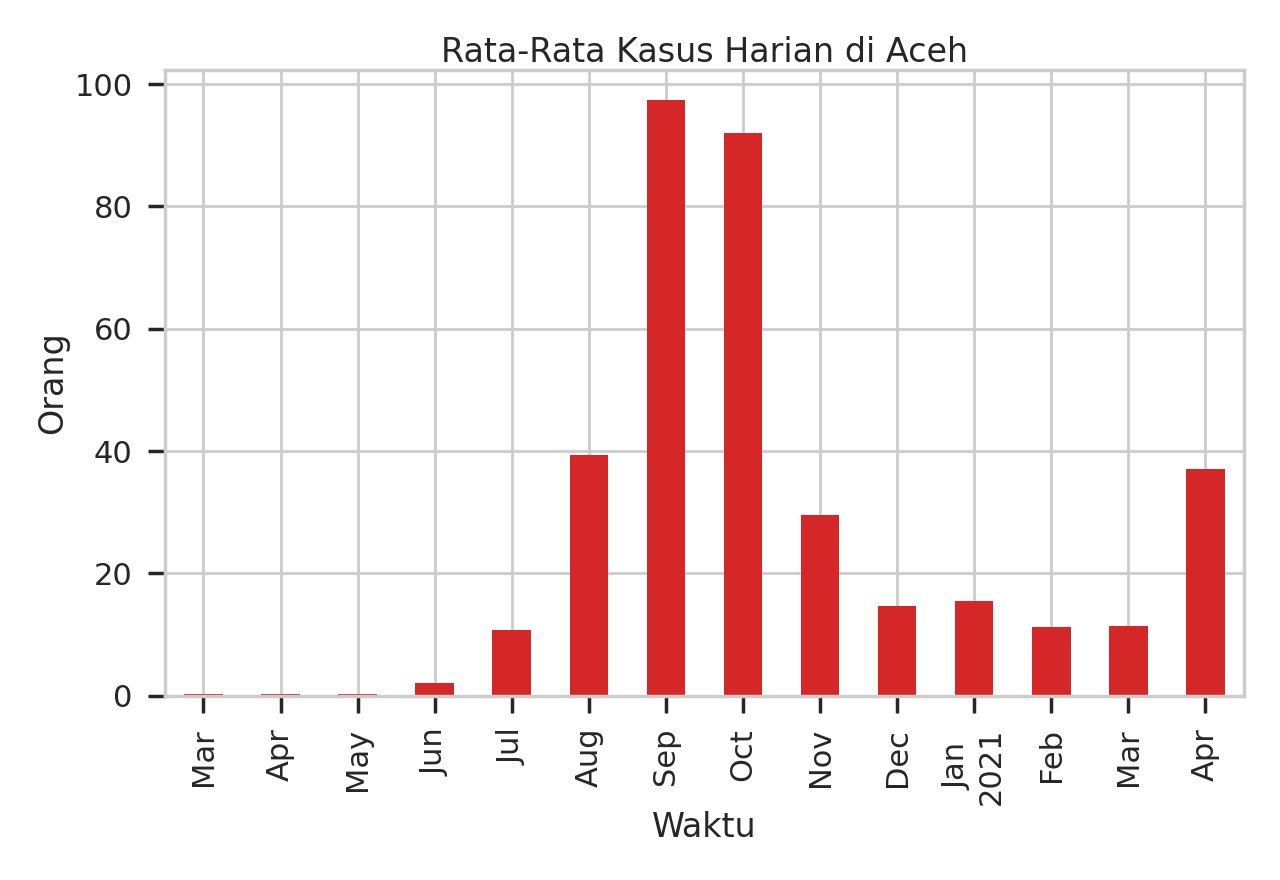 Rata-Rata Kasus Harian di Aceh
100
80
60
40
20
0
Orang
Mar
Apr
May
Jun
Jul
Aug
Sep
Oct
Nov
Dec
Jan
2021
Feb
Mar
Apr
Waktu